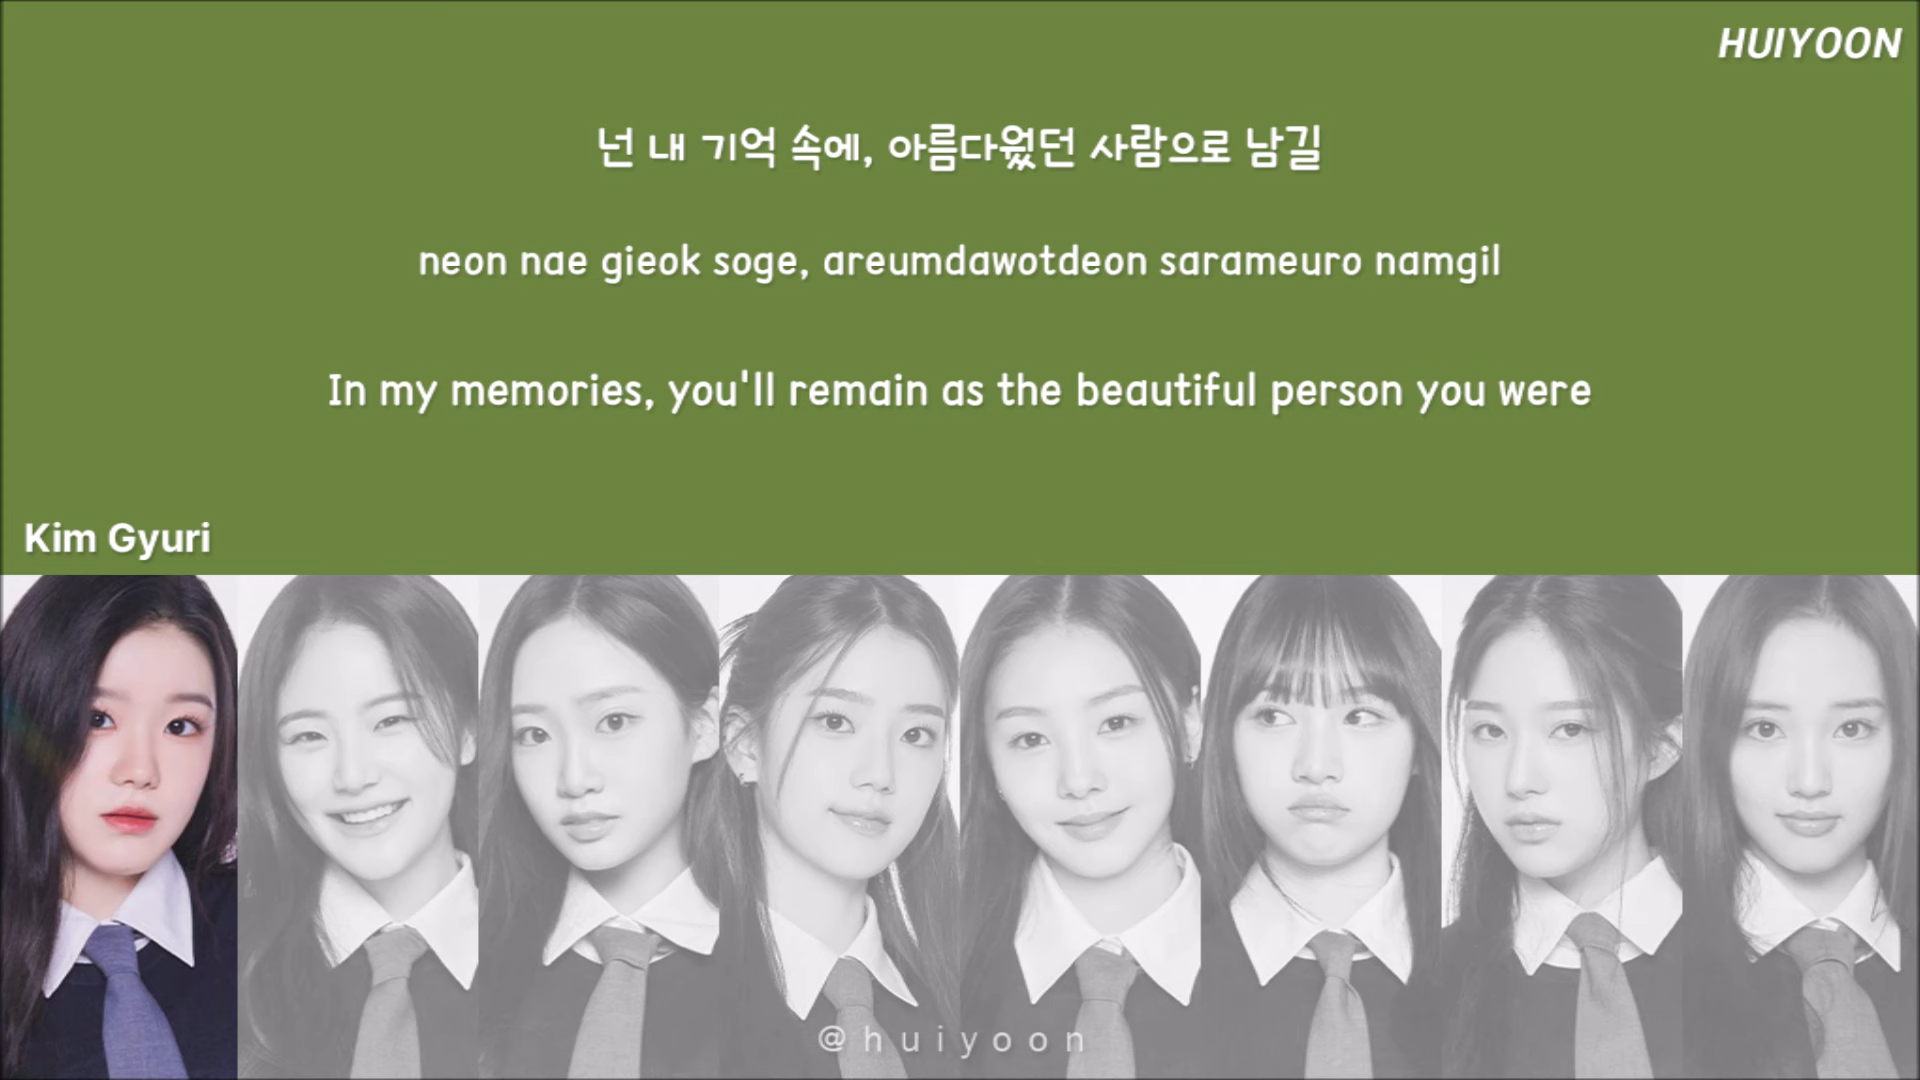 HUIYOON
넌 내 기억 속에, 아름다웠던 사람으로 남길
neon nae gieok soge, areumdawotdeon sarameuro namgil
In my memories, you'll remain as the beautiful person you were
Kim Gyuri
@huiyoon